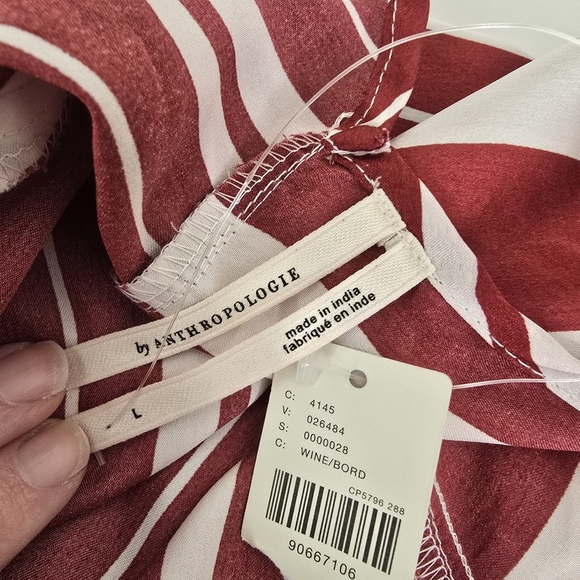 by ANTHROPOLOGIE
made in india
fabriqué en inde
L
C: 4145
V: 026484
S: 0000028
C: WINE/BORD
CP5796 288
90667106